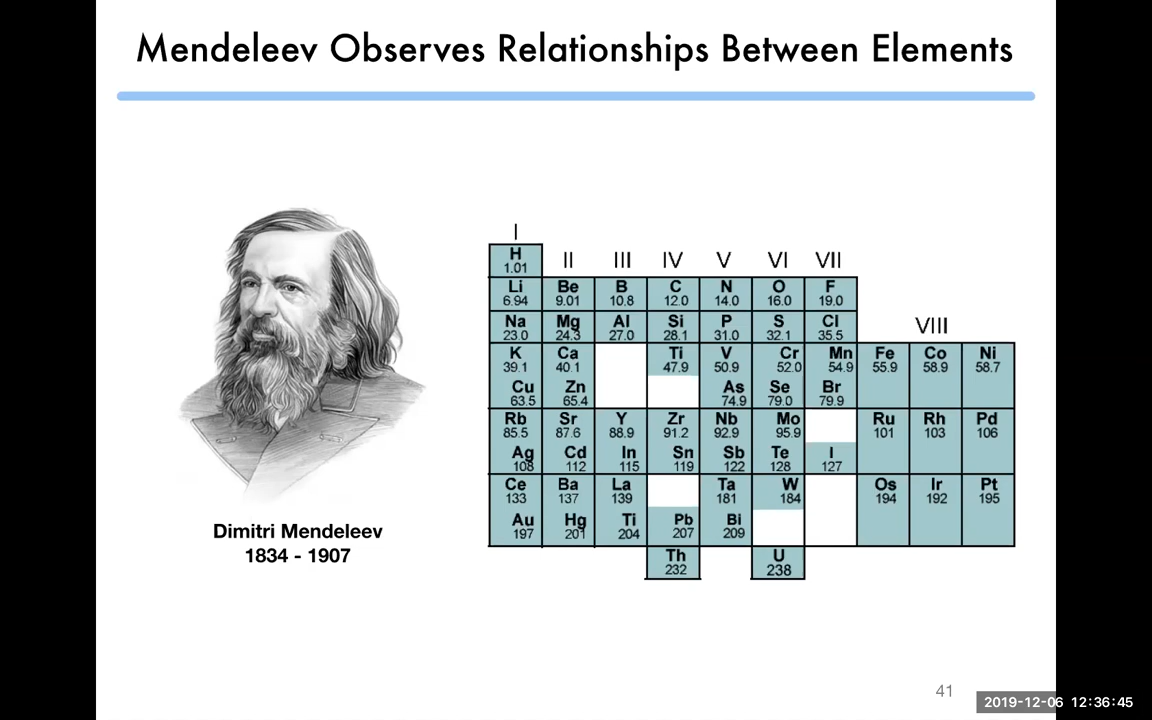 Mendeleev Observes Relationships Between Elements
I
H
1.01
II III IV V VI VII
Li Be B C N O F
6.94 9.01 10.8 12.0 14.0 16.0 19.0
Na Mg Al Si P S Cl
23.0 24.3 27.0 28.1 31.0 32.1 35.5
VIII
K Ca Ti V Cr Mn Fe Co Ni
39.1 40.1 47.9 50.9 52.0 54.9 55.9 58.9 58.7
Cu Zn As Se Br
63.5 65.4 74.9 79.0 79.9
Rb Sr Y Zr Nb Mo Ru Rh Pd
85.5 87.6 88.9 91.2 92.9 95.9 101 103 106
Ag Cd In Sn Sb Te I
108 112 115 119 122 128 127
Ce Ba La Ta W Os Ir Pt
133 137 139 181 184 194 192 195
Au Hg Ti Pb Bi
197 201 204 207 209
Th U
232 238
Dimitri Mendeleev
1834 - 1907
41
2019-12-06 12:36:45